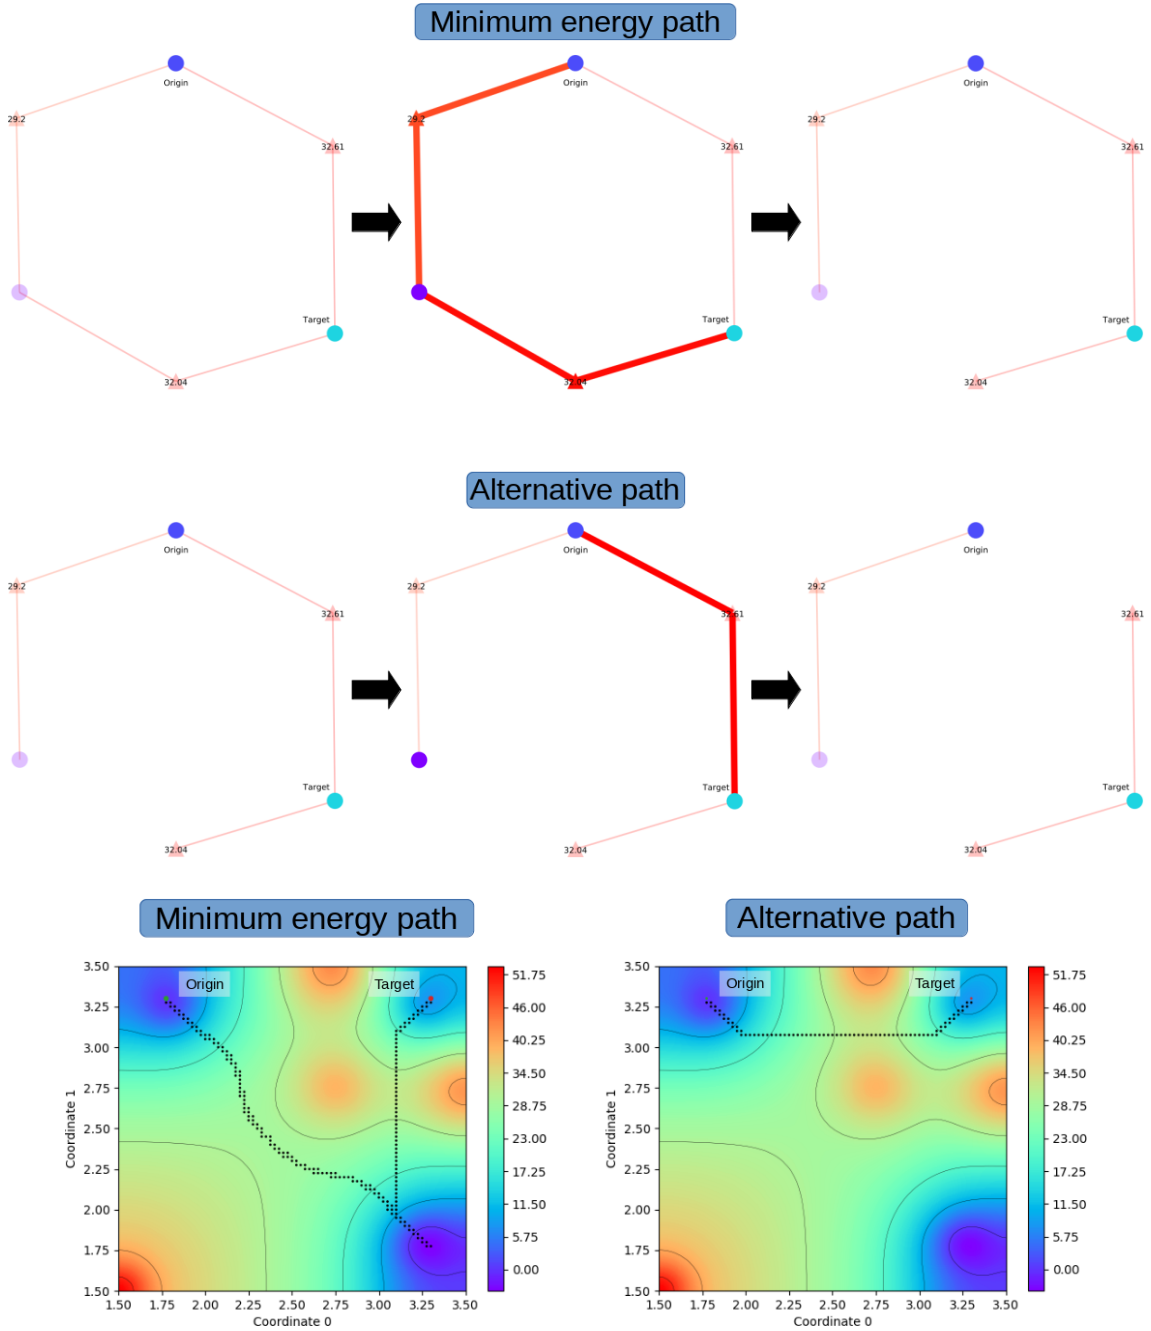 Minimum energy path
Origin Origin Origin
29.2 29.2 29.2
32.61 32.61 32.61
Target Target Target
32.04 32.04 32.04
Alternative path
Origin Origin Origin
29.2 29.2 29.2
32.61 32.61 32.61
Target Target Target
32.04 32.04 32.04
Minimum energy path
Origin Target
3.50
3.25
3.00
2.75
2.50
2.25
2.00
1.75
1.50
Coordinate 1
1.50 1.75 2.00 2.25 2.50 2.75 3.00 3.25 3.50
Coordinate 0
51.75
46.00
40.25
34.50
28.75
23.00
17.25
11.50
5.75
0.00
Alternative path
Origin Target
3.50
3.25
3.00
2.75
2.50
2.25
2.00
1.75
1.50
Coordinate 1
1.50 1.75 2.00 2.25 2.50 2.75 3.00 3.25 3.50
Coordinate 0
51.75
46.00
40.25
34.50
28.75
23.00
17.25
11.50
5.75
0.00